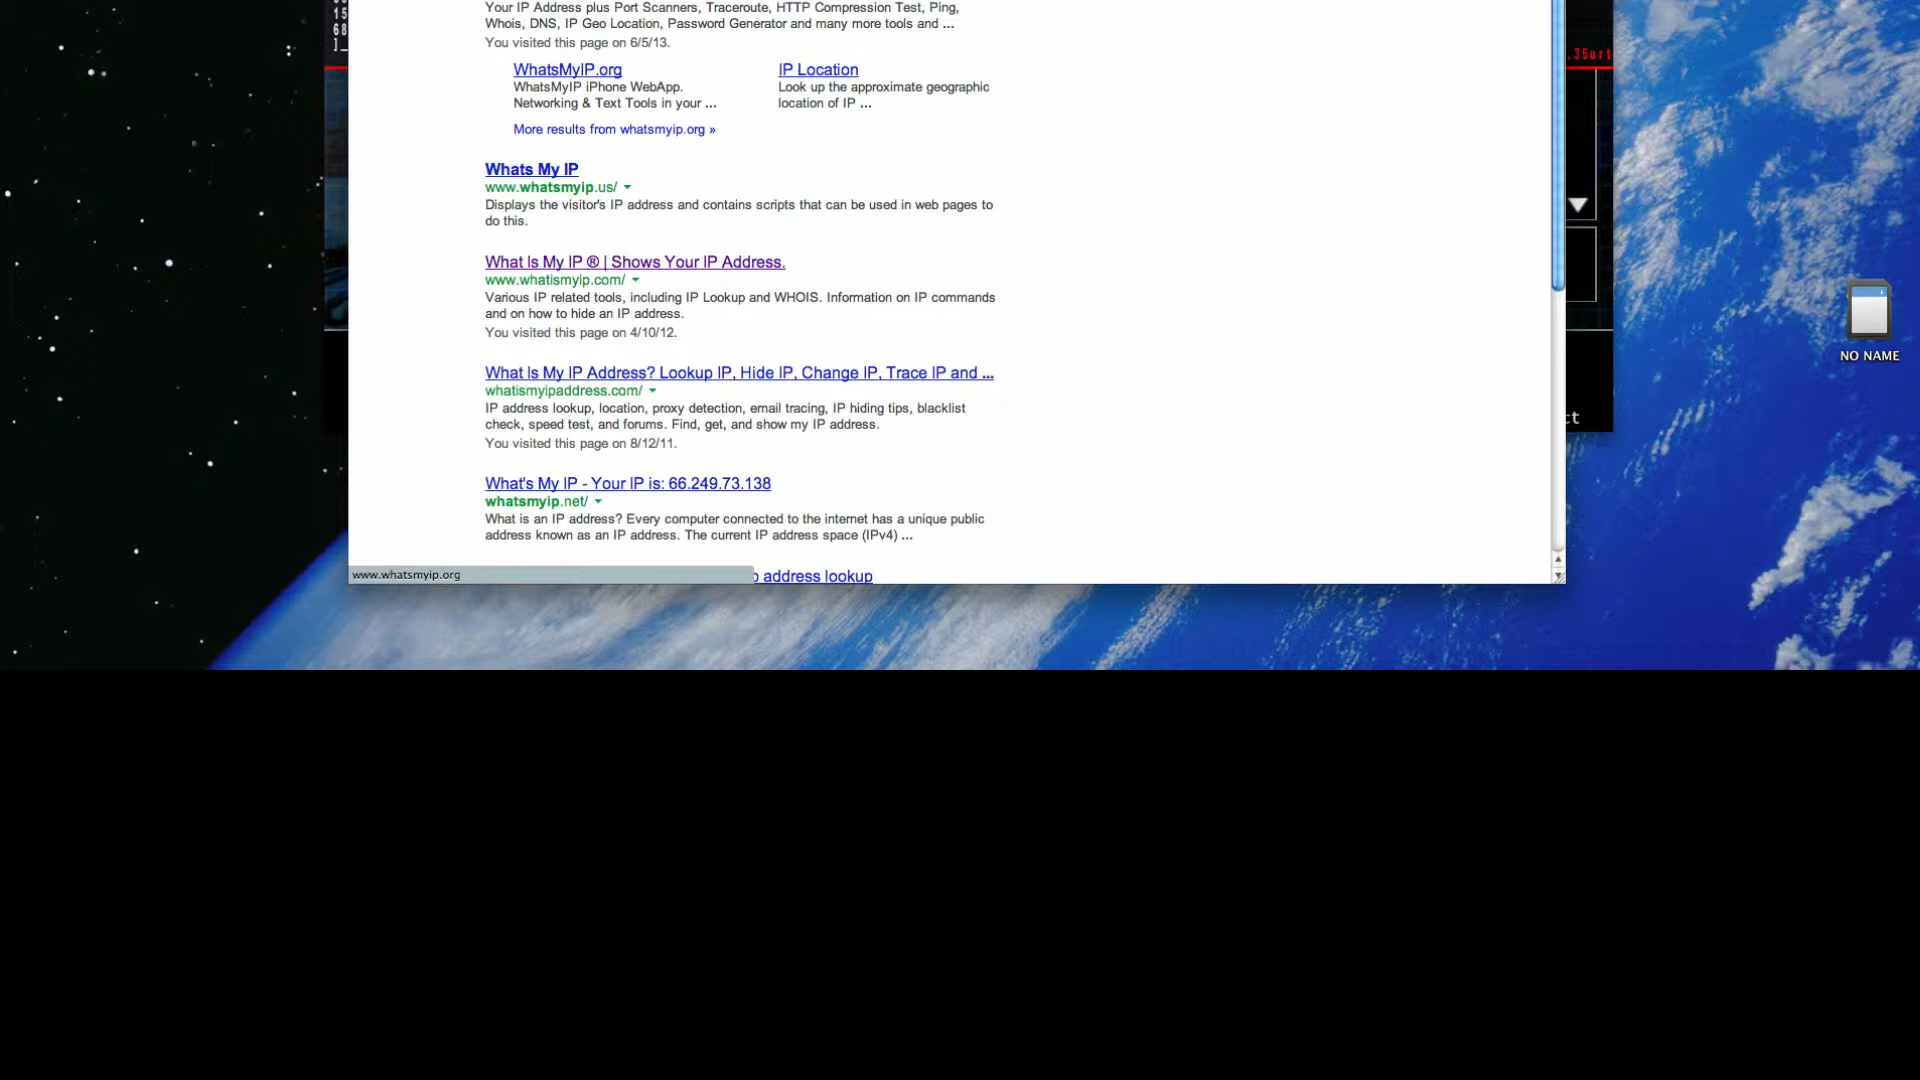 15
68
]_
.35urt
Your IP Address plus Port Scanners, Traceroute, HTTP Compression Test, Ping,
Whois, DNS, IP Geo Location, Password Generator and many more tools and ...
You visited this page on 6/5/13.
WhatsMyIP.org
WhatsMyIP iPhone WebApp.
Networking & Text Tools in your ...
IP Location
Look up the approximate geographic
location of IP ...
More results from whatsmyip.org »
Whats My IP
www.whatsmyip.us/
Displays the visitor's IP address and contains scripts that can be used in web pages to
do this.
What Is My IP ® | Shows Your IP Address.
www.whatismyip.com/
Various IP related tools, including IP Lookup and WHOIS. Information on IP commands
and on how to hide an IP address.
You visited this page on 4/10/12.
What Is My IP Address? Lookup IP, Hide IP, Change IP, Trace IP and ...
whatismyipaddress.com/
IP address lookup, location, proxy detection, email tracing, IP hiding tips, blacklist
check, speed test, and forums. Find, get, and show my IP address.
You visited this page on 8/12/11.
What's My IP - Your IP is: 66.249.73.138
whatsmyip.net/
What is an IP address? Every computer connected to the internet has a unique public
address known as an IP address. The current IP address space (IPv4) ...
www.whatsmyip.org
address lookup
NO NAME
ct